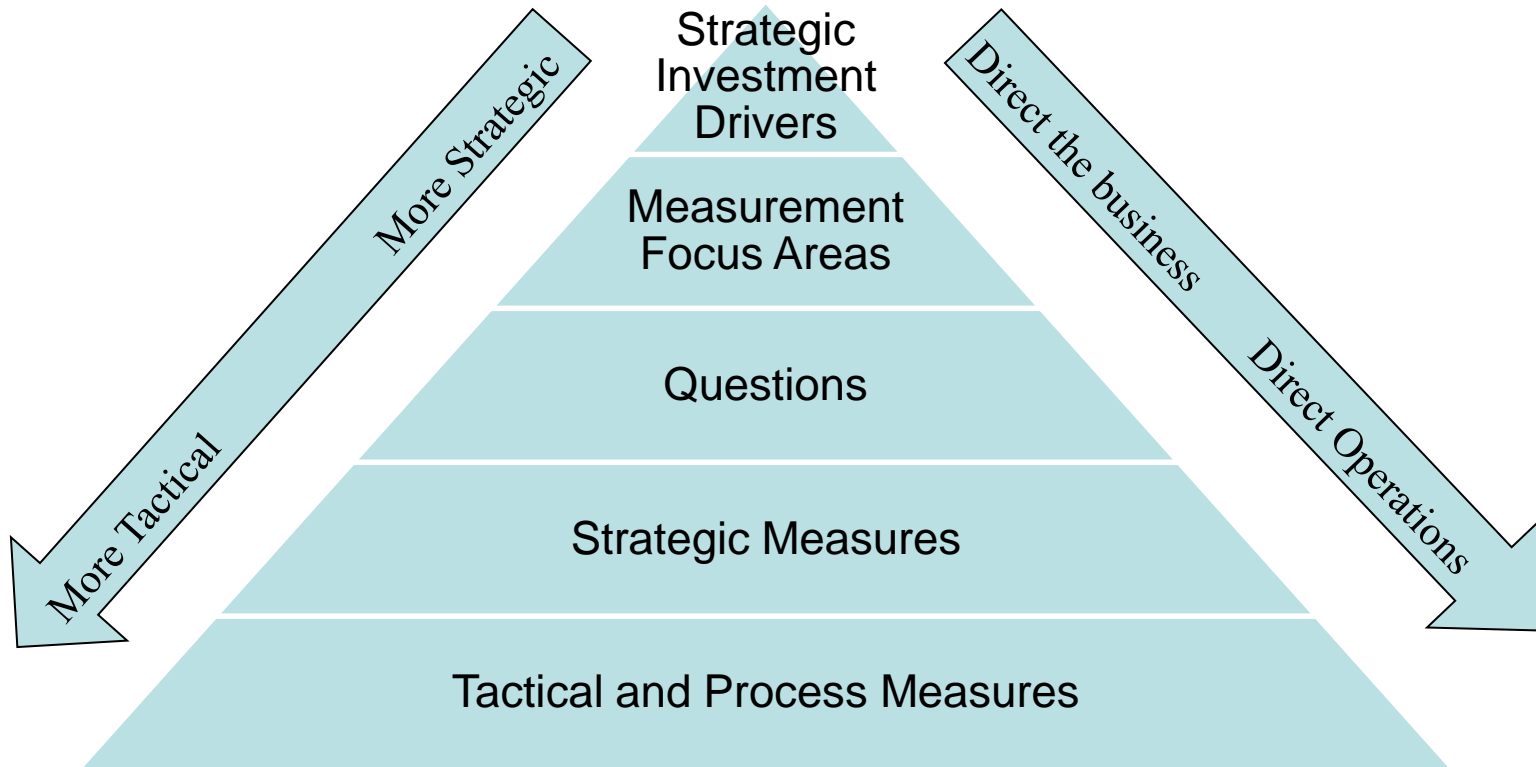 Strategic
Investment
Drivers
Measurement
Focus Areas
Questions
Strategic Measures
Tactical and Process Measures
More Strategic
More Tactical
Direct the business
Direct Operations